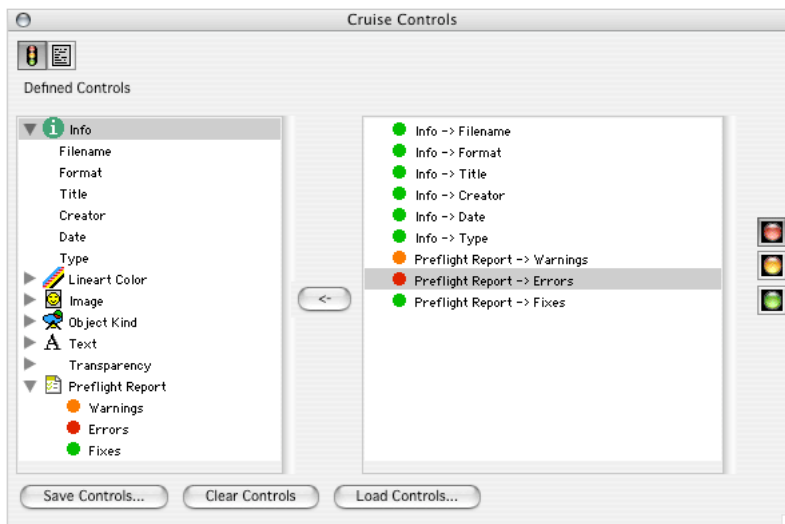 Cruise Controls
Defined Controls
Info
Filename
Format
Title
Creator
Date
Type
Lineart Color
Image
Object Kind
A Text
Transparency
Preflight Report
Warnings
Errors
Fixes
<-
Info -> Filename
Info -> Format
Info -> Title
Info -> Creator
Info -> Date
Info -> Type
Preflight Report -> Warnings
Preflight Report -> Errors
Preflight Report -> Fixes
Save Controls...
Clear Controls
Load Controls...